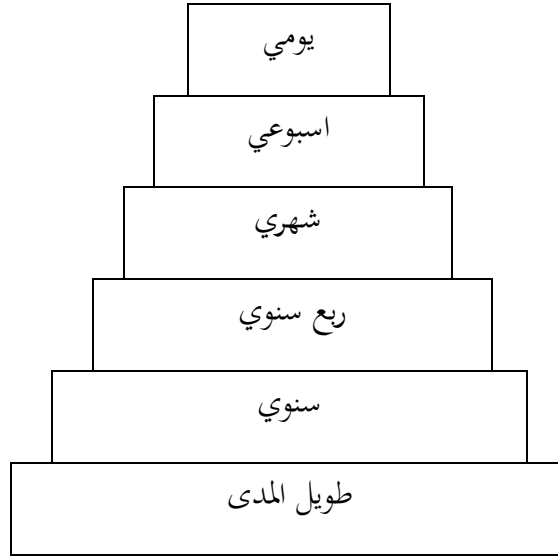 يومي
اسبوعي
شهري
ربع سنوي
سنوي
طويل المدى